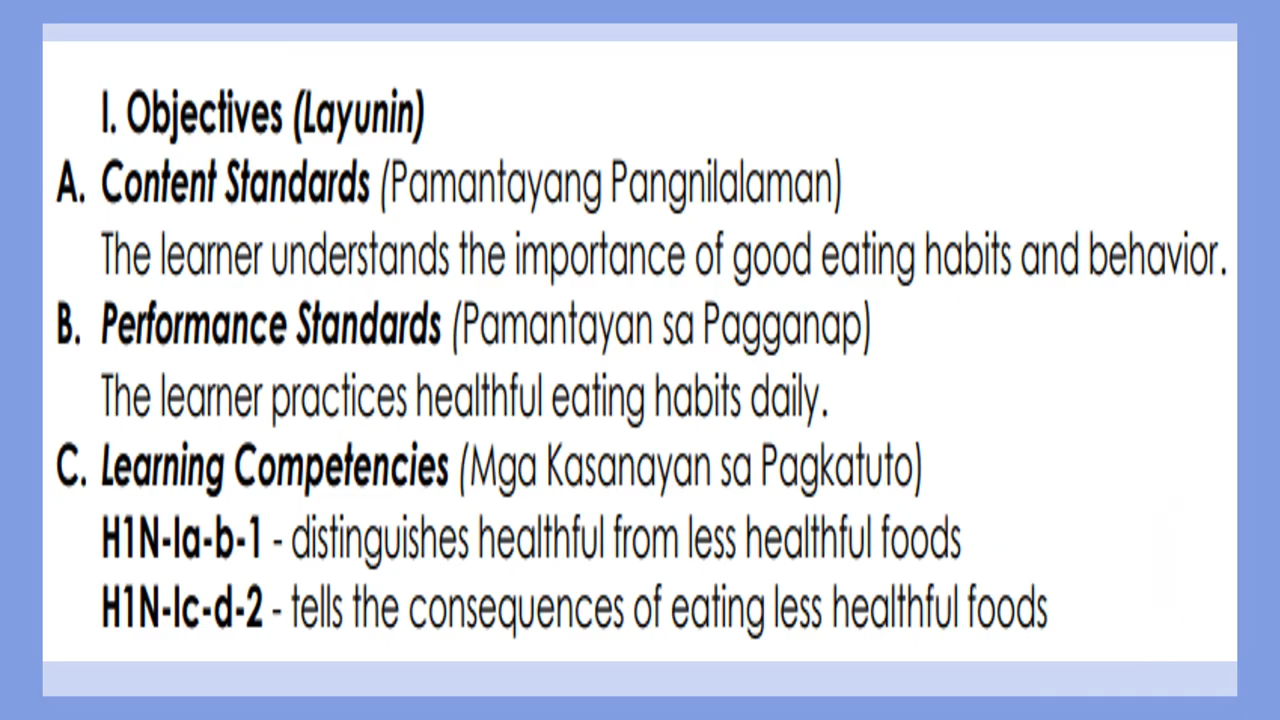 I. Objectives (Layunin)
A. Content Standards (Pamantayang Pangnilalaman)
The learner understands the importance of good eating habits and behavior.
B. Performance Standards (Pamantayan sa Pagganap)
The learner practices healthful eating habits daily.
C. Learning Competencies (Mga Kasanayan sa Pagkatuto)
H1N-Ia-b-1 - distinguishes healthful from less healthful foods
H1N-Ic-d-2 - tells the consequences of eating less healthful foods